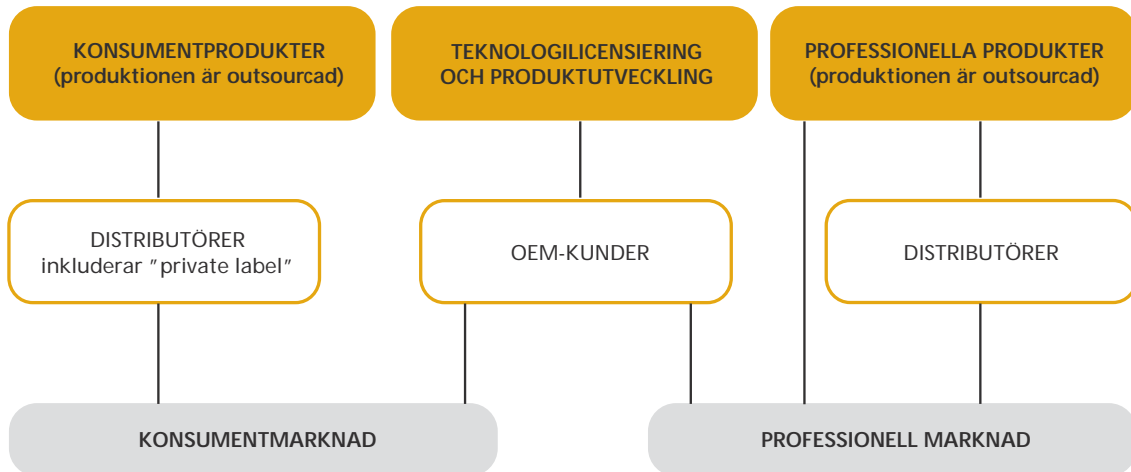 KONSUMENTPRODUKTER
(produktionen är outsourcad)
TEKNOLOGILICENSIERING
OCH PRODUKTUTVECKLING
PROFESSIONELLA PRODUKTER
(produktionen är outsourcad)
DISTRIBUTÖRER
inkluderar ”private label”
OEM-KUNDER
DISTRIBUTÖRER
KONSUMENTMARKNAD
PROFESSIONELL MARKNAD